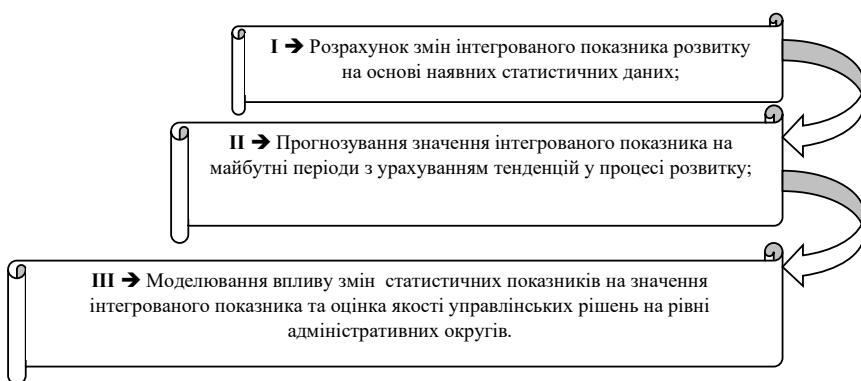 I ➔ Розрахунок змін інтегрованого показника розвитку
на основі наявних статистичних даних;
II ➔ Прогнозування значення інтегрованого показника на
майбутні періоди з урахуванням тенденцій у процесі розвитку;
III ➔ Моделювання впливу змін статистичних показників на значення
інтегрованого показника та оцінка якості управлінських рішень на рівні
адміністративних округів.